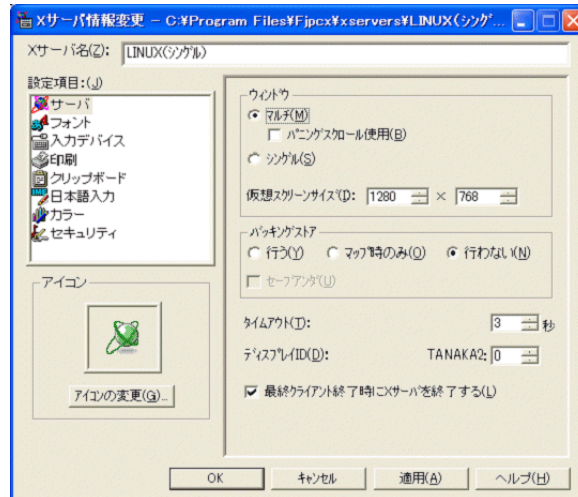 Xサーバ情報変更 - C:¥Program Files¥Fjpcx¥xservers¥LINUX(シングﾞ...
Xサーバ名(Z): LINUX(シングル)
設定項目:(J)
サーバ
フォント
入力デバイス
印刷
クリップボード
日本語入力
カラー
セキュリティ
アイコン
アイコンの変更(G)...
ウィンドウ
マルチ(M)
パニングスクロール使用(B)
シングル(S)
仮想スクリーンサイズ(D: 1280 × 768
バッキングストア
行う(Y) マップ時のみ(O) 行わない(N)
セーブアンダ(U)
タイムアウト(T): 3 秒
ディスプレイID(D): TANAKA2: 0
最終クライアント終了時にXサーバを終了する(L)
OK キャンセル 適用(A) ヘルプ(H)